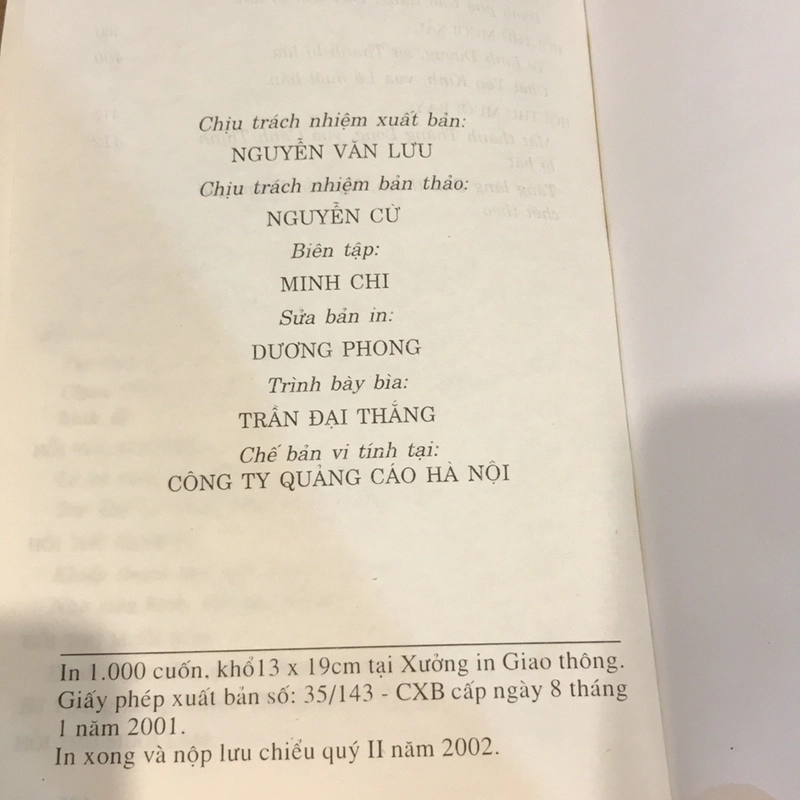 Chịu trách nhiệm xuất bản:
NGUYỄN VĂN LƯU
Chịu trách nhiệm bản thảo:
NGUYỄN CỪ
Biên tập:
MINH CHI
Sửa bản in:
DƯƠNG PHONG
Trình bày bìa:
TRẦN ĐẠI THẮNG
Chế bản vi tính tại:
CÔNG TY QUẢNG CÁO HÀ NỘI
In 1.000 cuốn, khổ13 x 19cm tại Xưởng in Giao thông.
Giấy phép xuất bản số: 35/143 - CXB cấp ngày 8 tháng
1 năm 2001.
In xong và nộp lưu chiểu quý II năm 2002.